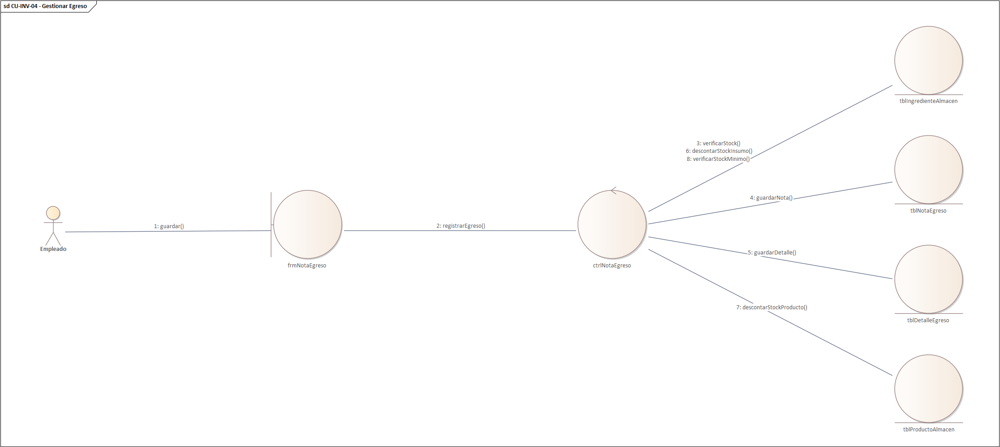 sd CU-INV-04 - Gestionar Egreso
tblIngredienteAlmacen
3: verificarStock()
6: descontarStockInsumo()
8: verificarStockMinimo()
4: guardarNota()
tblNotaEgreso
1: guardar()
2: registrarEgreso()
Empleado
5: guardarDetalle()
frmNotaEgreso
ctrlNotaEgreso
7: descontarStockProducto()
tblDetalleEgreso
tblProductoAlmacen